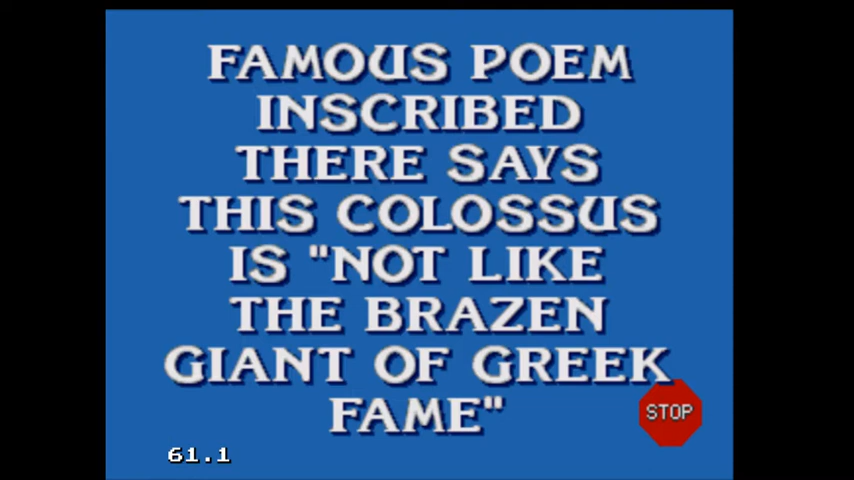 FAMOUS POEM
INSCRIBED
THERE SAYS
THIS COLOSSUS
IS "NOT LIKE
THE BRAZEN
GIANT OF GREEK
FAME"
STOP
61.1